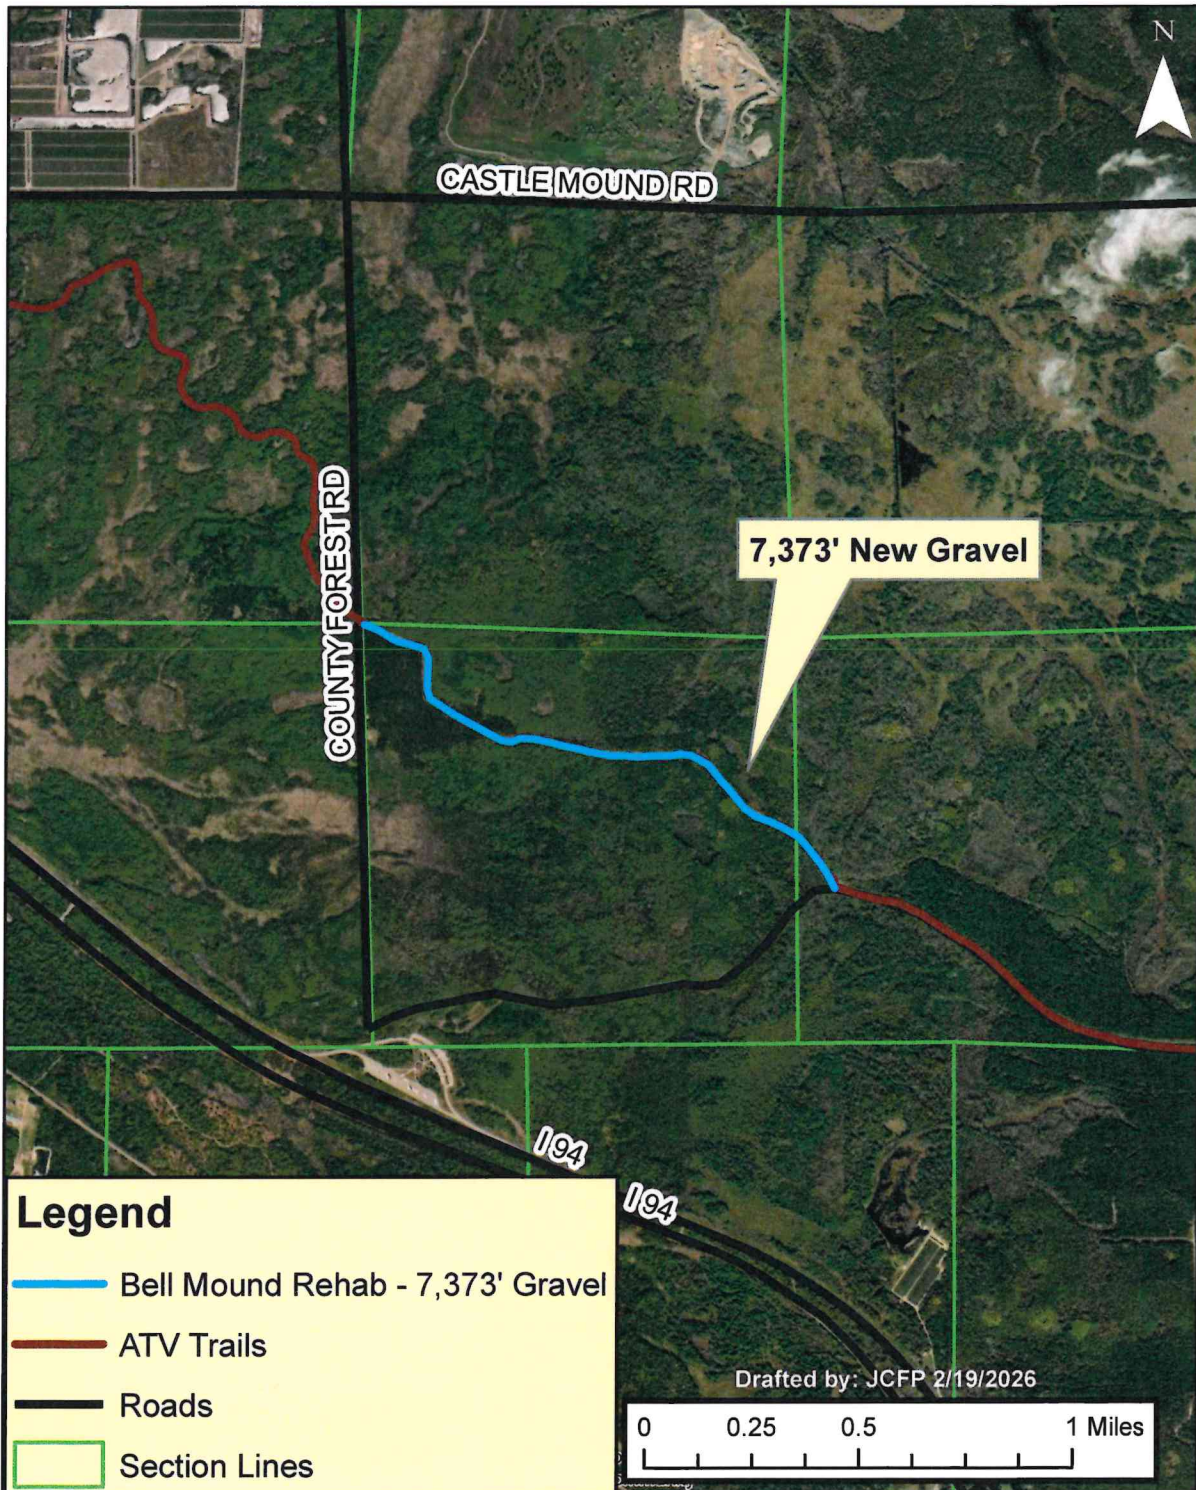 N
CASTLE MOUND RD
COUNTY FOREST RD
7,373' New Gravel
I 94
I 94
Legend
Bell Mound Rehab - 7,373' Gravel
ATV Trails
Roads
Section Lines
Drafted by: JCFP 2/19/2026
0 0.25 0.5 1 Miles